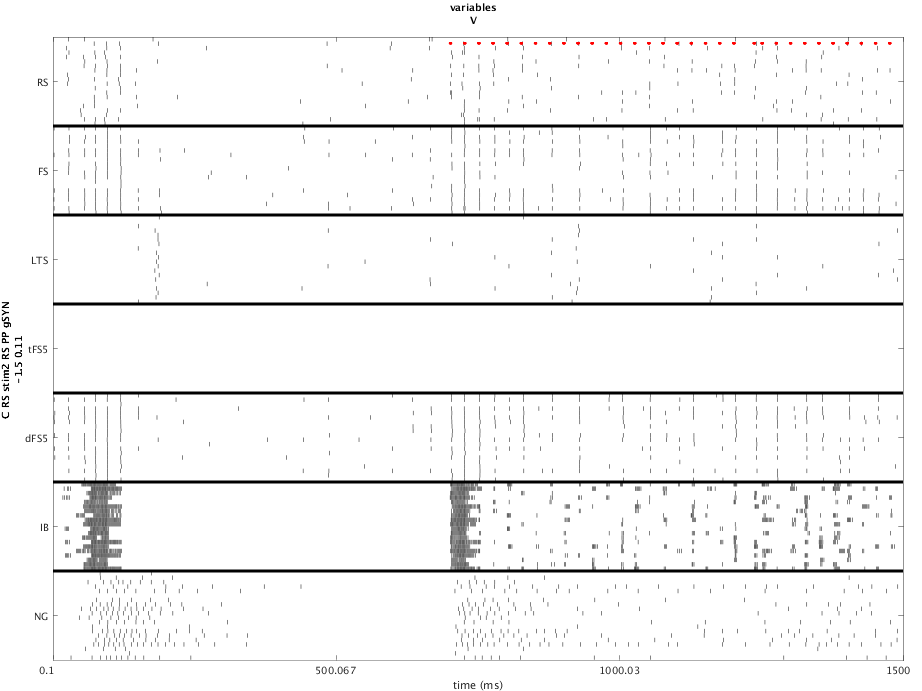 variables
V
RS
FS
LTS
tFS5
dFS5
IB
NG
C RS stim2 RS PP gSYN
-1.5 0.11
0.1
500.067
1000.03
1500
time (ms)